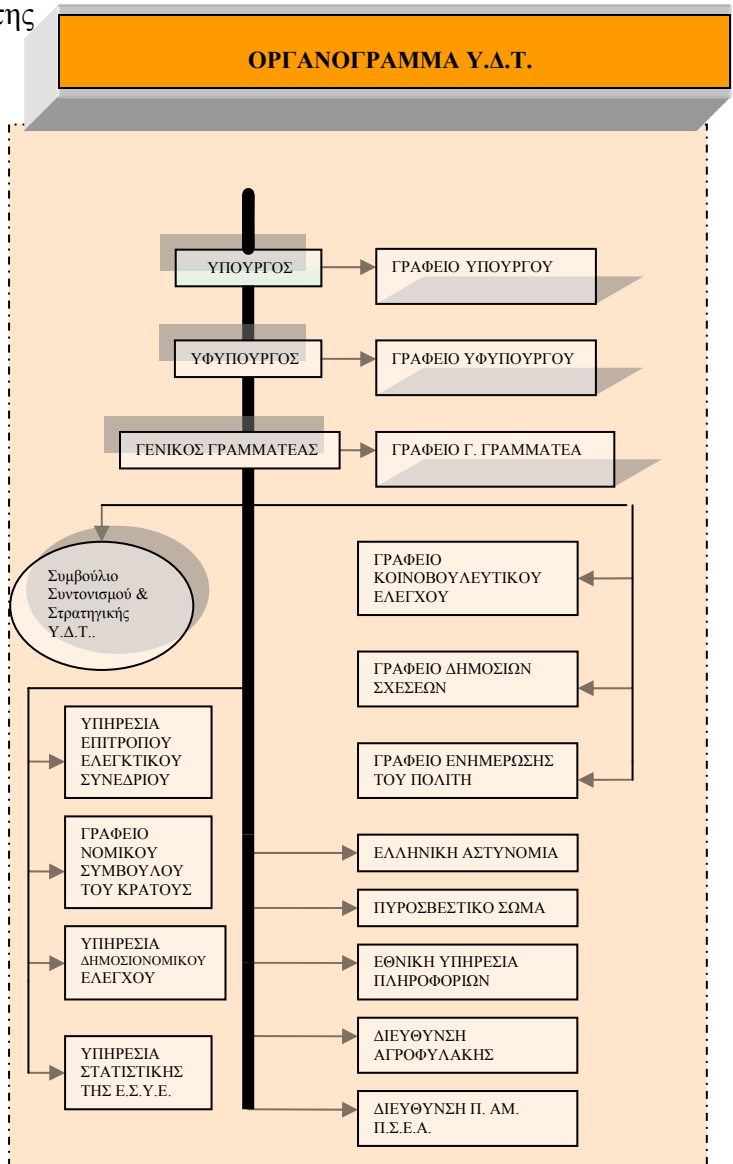 της
ΟΡΓΑΝΟΓΡΑΜΜΑ Υ.Δ.Τ.
ΥΠΟΥΡΓΟΣ
ΓΡΑΦΕΙΟ ΥΠΟΥΡΓΟΥ
ΥΦΥΠΟΥΡΓΟΣ
ΓΡΑΦΕΙΟ ΥΦΥΠΟΥΡΓΟΥ
ΓΕΝΙΚΟΣ ΓΡΑΜΜΑΤΕΑΣ
ΓΡΑΦΕΙΟ Γ. ΓΡΑΜΜΑΤΕΑ
Συμβούλιο
Συντονισμού &
Στρατηγικής
Υ.Δ.Τ..
ΓΡΑΦΕΙΟ
ΚΟΙΝΟΒΟΥΛΕΥΤΙΚΟΥ
ΕΛΕΓΧΟΥ
ΓΡΑΦΕΙΟ ΔΗΜΟΣΙΩΝ
ΣΧΕΣΕΩΝ
ΓΡΑΦΕΙΟ ΕΝΗΜΕΡΩΣΗΣ
ΤΟΥ ΠΟΛΙΤΗ
ΥΠΗΡΕΣΙΑ
ΕΠΙΤΡΟΠΟΥ
ΕΛΕΓΚΤΙΚΟΥ
ΣΥΝΕΔΡΙΟΥ
ΓΡΑΦΕΙΟ
ΝΟΜΙΚΟΥ
ΣΥΜΒΟΥΛΟΥ
ΤΟΥ ΚΡΑΤΟΥΣ
ΥΠΗΡΕΣΙΑ
ΔΗΜΟΣΙΟΝΟΜΙΚΟΥ
ΕΛΕΓΧΟΥ
ΥΠΗΡΕΣΙΑ
ΣΤΑΤΙΣΤΙΚΗΣ
ΤΗΣ Ε.Σ.Υ.Ε.
ΕΛΛΗΝΙΚΗ ΑΣΤΥΝΟΜΙΑ
ΠΥΡΟΣΒΕΣΤΙΚΟ ΣΩΜΑ
ΕΘΝΙΚΗ ΥΠΗΡΕΣΙΑ
ΠΛΗΡΟΦΟΡΙΩΝ
ΔΙΕΥΘΥΝΣΗ
ΑΓΡΟΦΥΛΑΚΗΣ
ΔΙΕΥΘΥΝΣΗ Π. ΑΜ.
Π.Σ.Ε.Α.